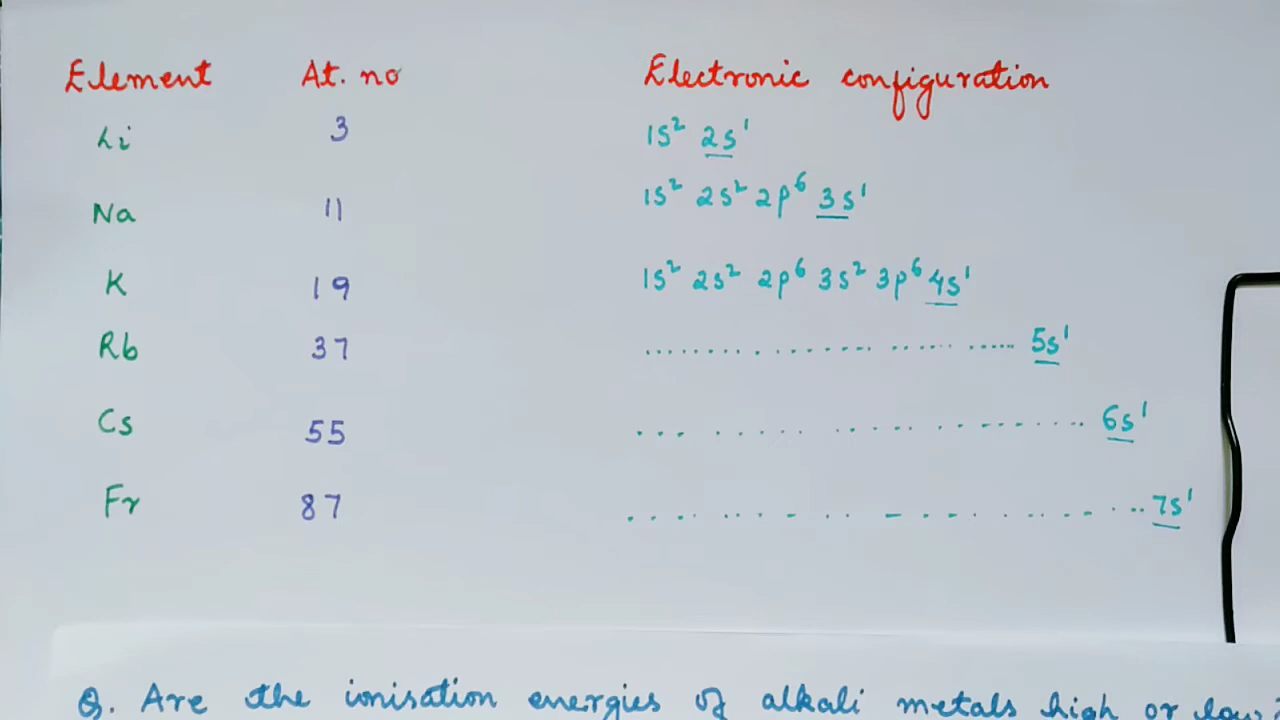 Element At. no Electronic configuration
Li 3 1s² 2s¹
Na 11 1s² 2s² 2p⁶ 3s¹
K 19 1s² 2s² 2p⁶ 3s² 3p⁶ 4s¹
Rb 37 .................... 5s¹
Cs 55 .................... 6s¹
Fr 87 .................... 7s¹
Q. Are the ionisation energies of alkali metals high or low?